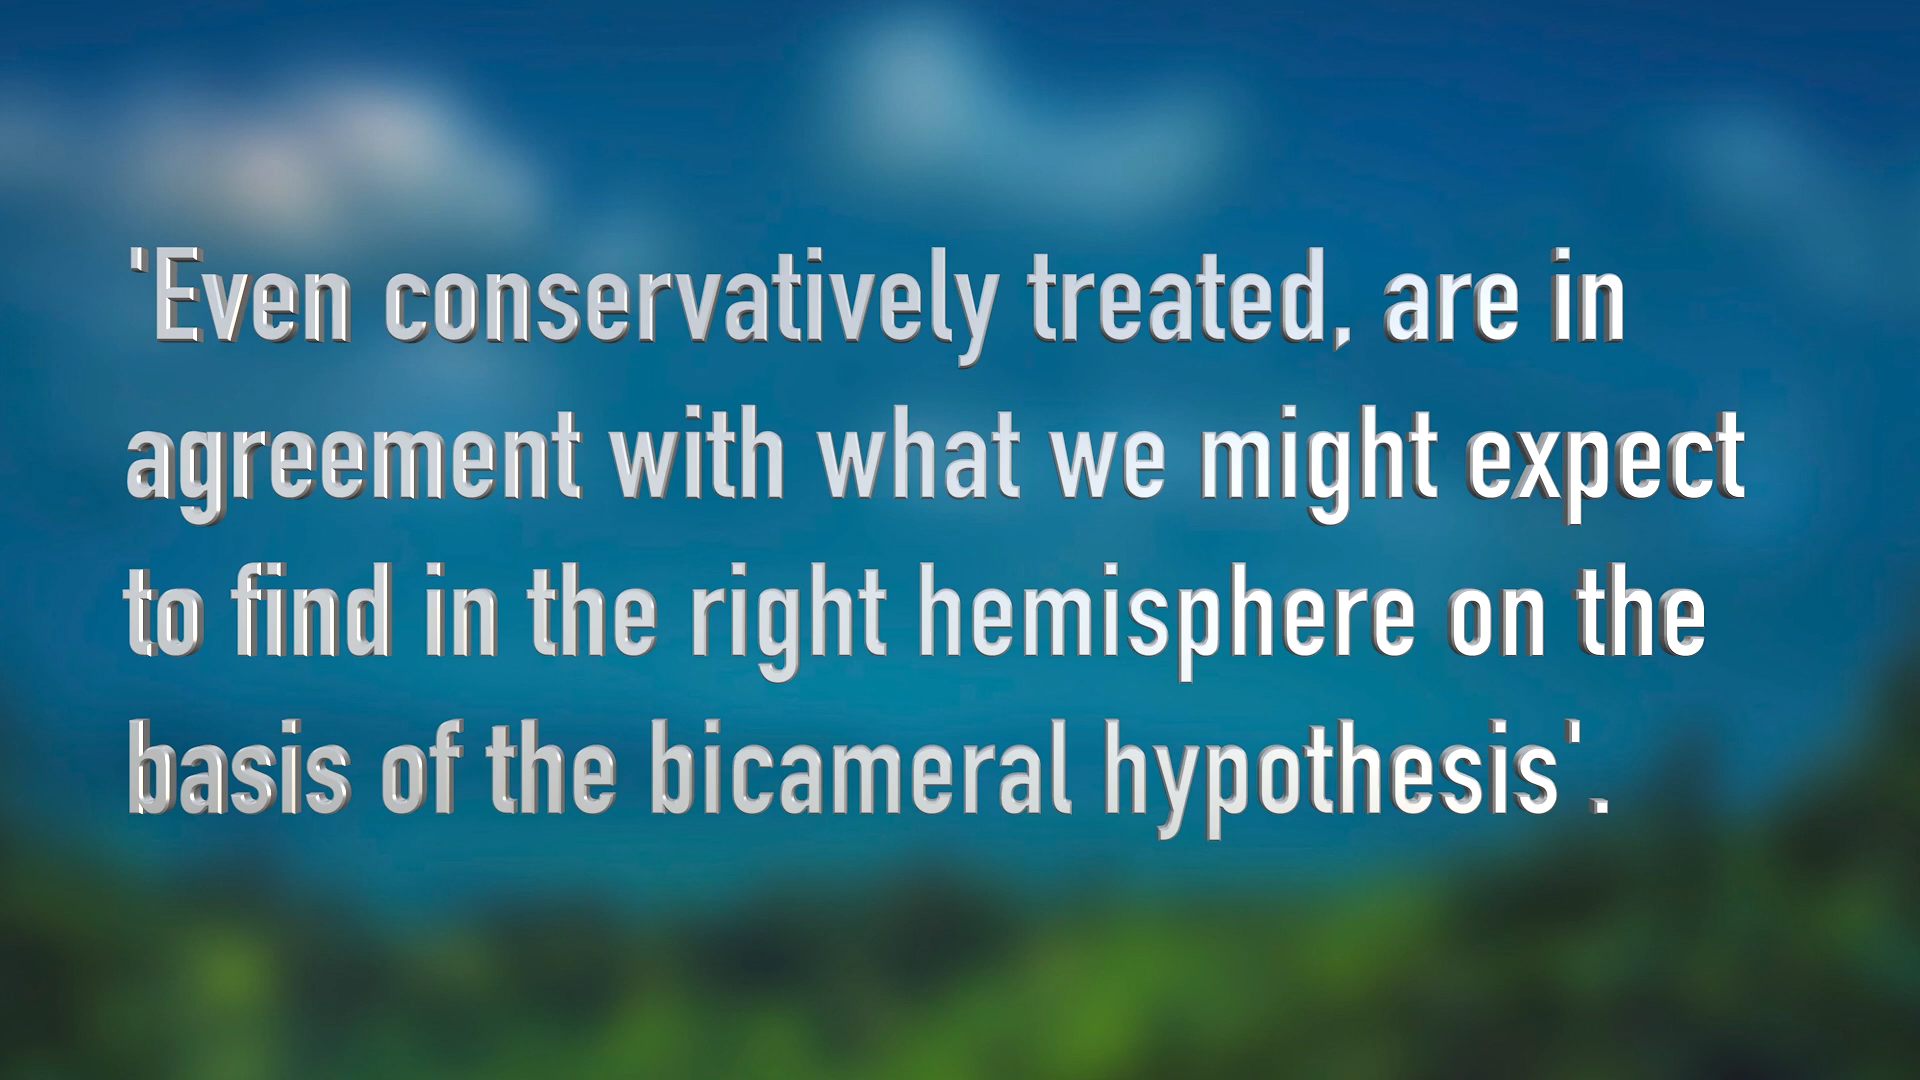 'Even conservatively treated, are in
agreement with what we might expect
to find in the right hemisphere on the
basis of the bicameral hypothesis'.